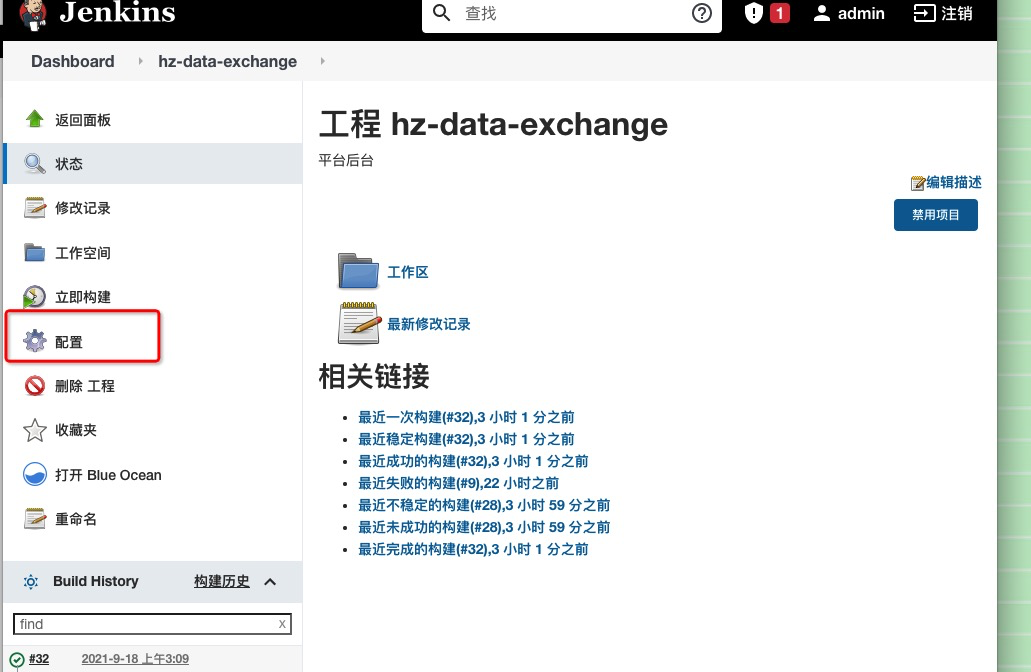 Jenkins
查找
1
admin
注销
Dashboard
hz-data-exchange
返回面板
状态
修改记录
工作空间
立即构建
配置
删除 工程
收藏夹
打开 Blue Ocean
重命名
Build History
构建历史
find
x
#32
2021-9-18 上午3:09
工程 hz-data-exchange
平台后台
编辑描述
禁用项目
工作区
最新修改记录
相关链接
最近一次构建(#32),3 小时 1 分之前
最近稳定构建(#32),3 小时 1 分之前
最近成功的构建(#32),3 小时 1 分之前
最近失败的构建(#9),22 小时之前
最近不稳定的构建(#28),3 小时 59 分之前
最近未成功的构建(#28),3 小时 59 分之前
最近完成的构建(#32),3 小时 1 分之前